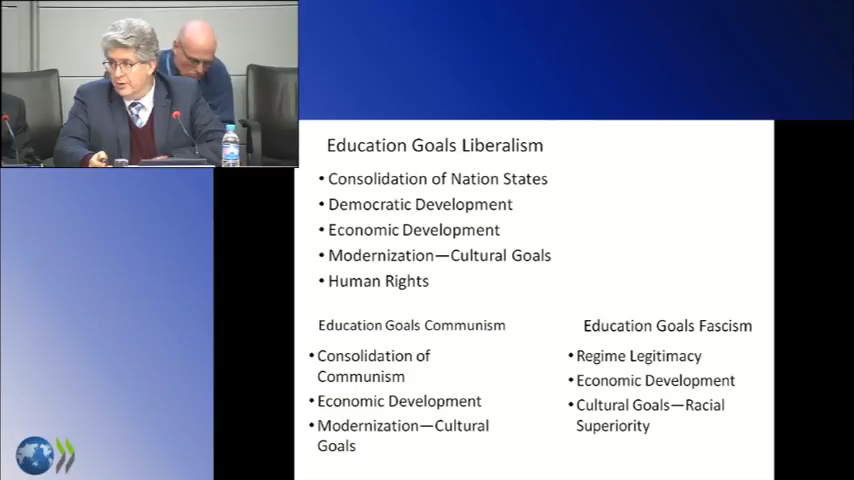 Education Goals Liberalism
• Consolidation of Nation States
• Democratic Development
• Economic Development
• Modernization—Cultural Goals
• Human Rights
Education Goals Communism
• Consolidation of
Communism
• Economic Development
• Modernization—Cultural
Goals
Education Goals Fascism
• Regime Legitimacy
• Economic Development
• Cultural Goals—Racial
Superiority